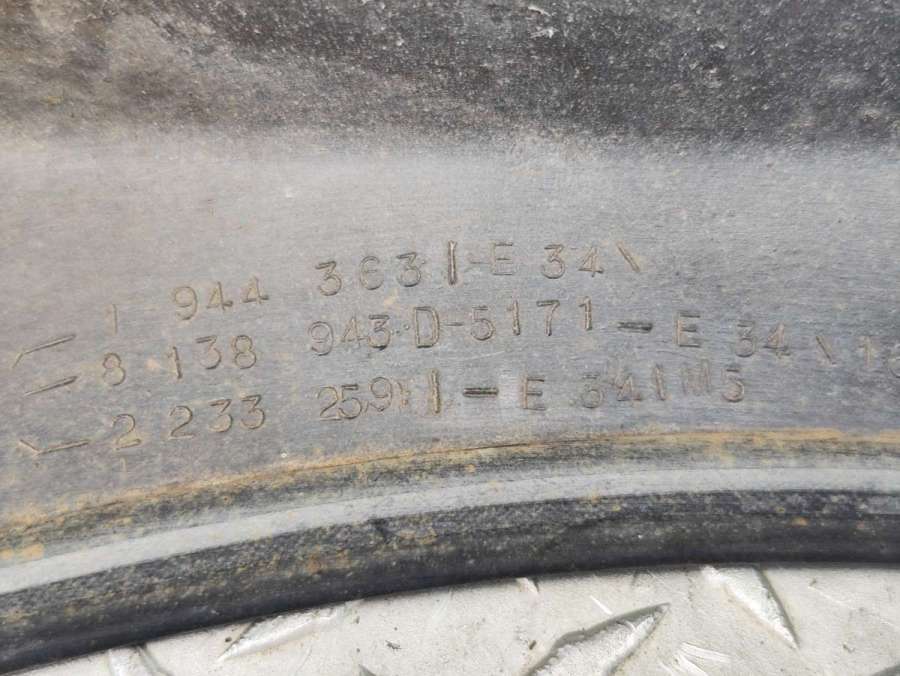 1 944 363 I-E 34\
8 138 943·D-5171-E 34\
2 233 259 I-E 34 I M5